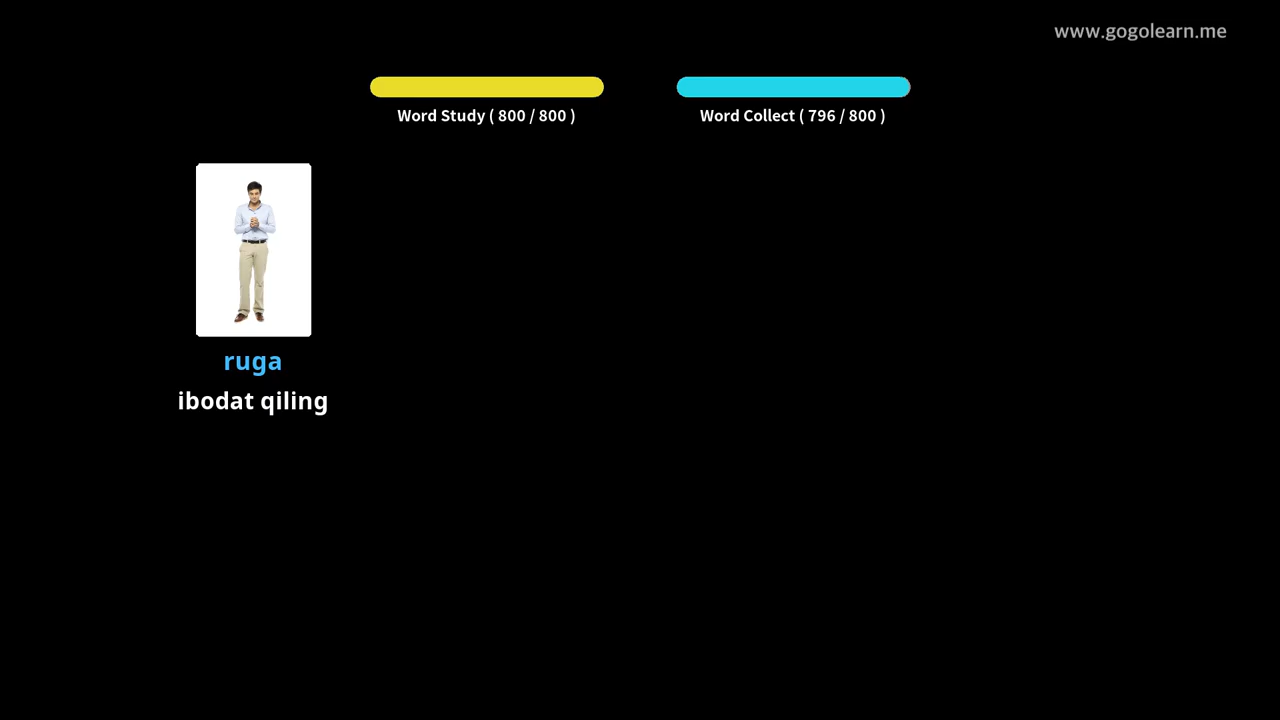 www.gogolearn.me
Word Study ( 800 / 800 )
Word Collect ( 796 / 800 )
ruga
ibodat qiling